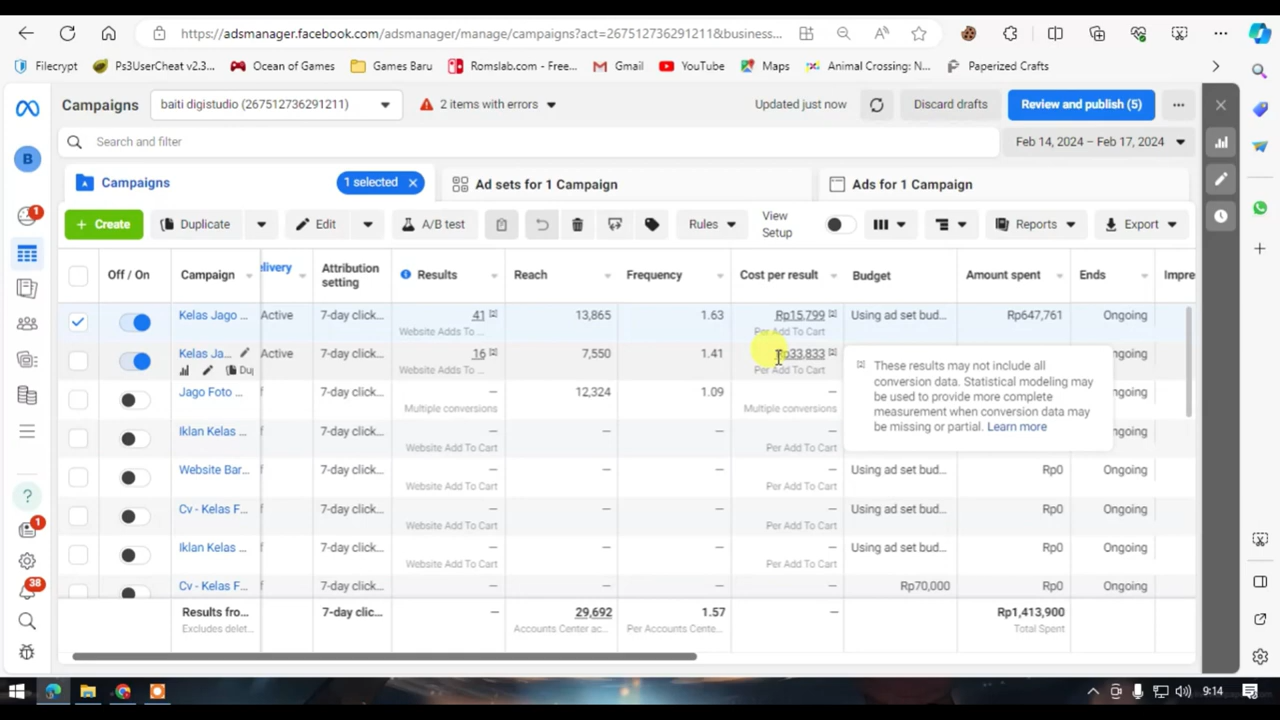 https://adsmanager.facebook.com/adsmanager/manage/campaigns?act=267512736291211&business...
Filecrypt
Ps3UserCheat v2.3...
Ocean of Games
Games Baru
Romslab.com - Free...
Gmail
YouTube
Maps
Animal Crossing: N...
Paperized Crafts
Campaigns
baiti digistudio (267512736291211)
2 items with errors
Updated just now
Discard drafts
Review and publish (5)
B
Search and filter
Feb 14, 2024 – Feb 17, 2024
Campaigns
1 selected
Ad sets for 1 Campaign
Ads for 1 Campaign
1
+ Create
Duplicate
Edit
A/B test
Rules
View Setup
Reports
Export
Off / On
Campaign
elivery
Attribution setting
Results
Reach
Frequency
Cost per result
Budget
Amount spent
Ends
Impre
Kelas Jago ...
Active
7-day click...
41
Website Adds To ...
13,865
1.63
Rp15,799
Per Add To Cart
Using ad set bud...
Rp647,761
Ongoing
Kelas Ja...
Dup
Active
7-day click...
16
Website Adds To ...
7,550
1.41
Rp33,833
Per Add To Cart
ngoing
These results may not include all
conversion data. Statistical modeling may
be used to provide more complete
measurement when conversion data may
be missing or partial. Learn more
Jago Foto ...
7-day click...
—
Multiple conversions
12,324
1.09
—
Multiple conversions
ngoing
Iklan Kelas ...
f
7-day click...
—
Website Add To Cart
—
—
—
Per Add To Cart
ngoing
Website Bar...
f
7-day click...
—
Website Add To Cart
—
—
—
Per Add To Cart
Using ad set bud...
Rp0
Ongoing
Cv - Kelas F...
f
7-day click...
—
Website Add To Cart
—
—
—
Per Add To Cart
Using ad set bud...
Rp0
Ongoing
Iklan Kelas ...
f
7-day click...
—
Website Add To Cart
—
—
—
Per Add To Cart
Using ad set bud...
Rp0
Ongoing
Cv - Kelas F...
f
7-day click...
—
—
—
—
Rp70,000
Rp0
Ongoing
Results fro...
Excludes delet...
7-day clic...
—
29,692
Accounts Center ac...
1.57
Per Accounts Cente...
—
Rp1,413,900
Total Spent
?
1
38
9:14